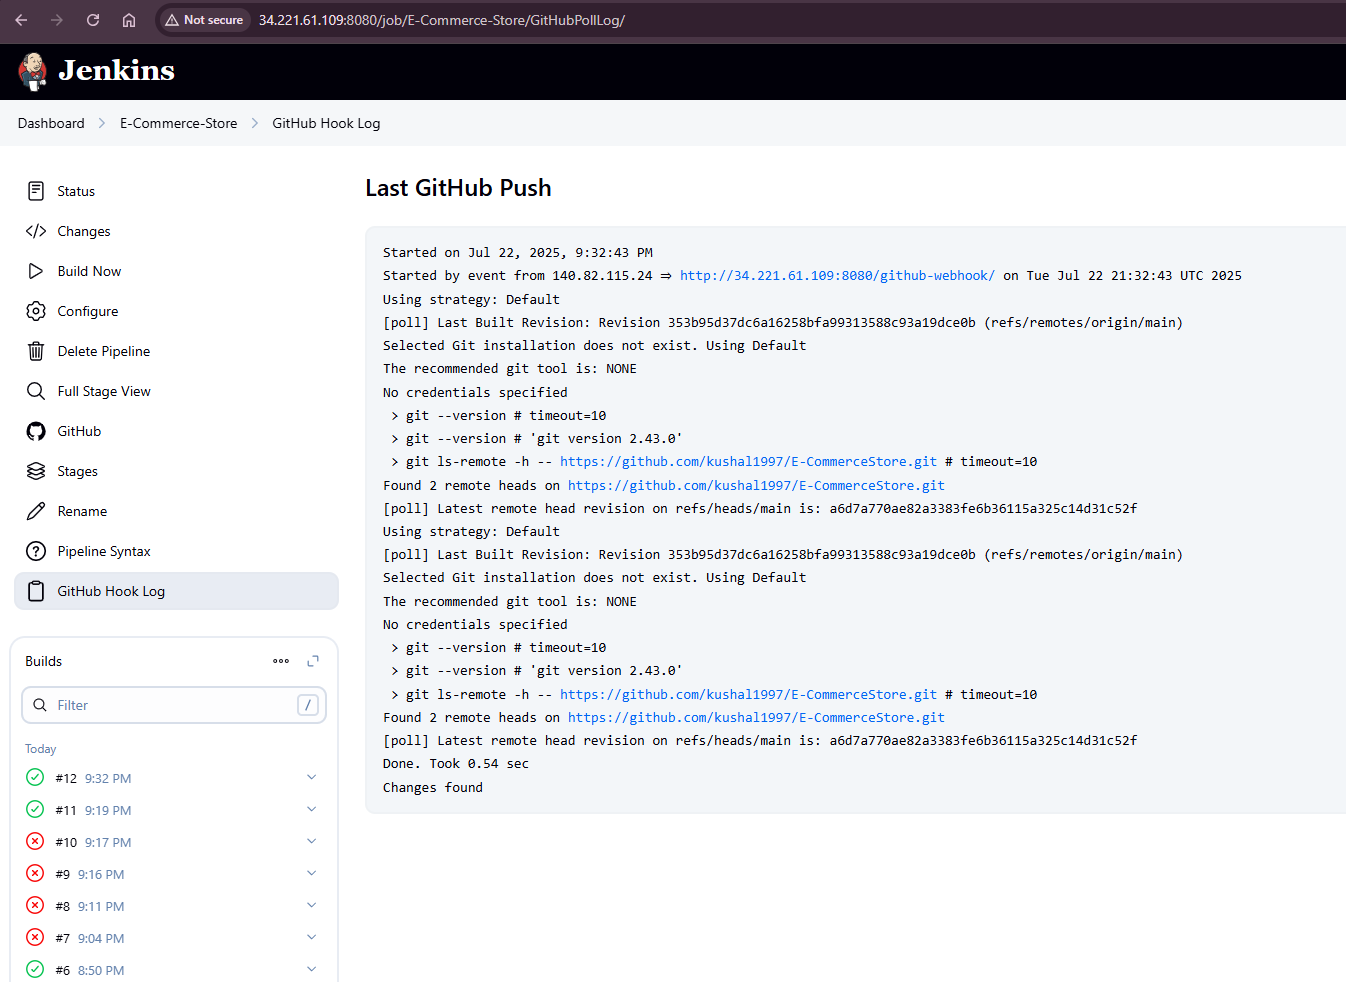 Not secure 34.221.61.109:8080/job/E-Commerce-Store/GitHubPollLog/
Jenkins
Dashboard E-Commerce-Store GitHub Hook Log
Status
Changes
Build Now
Configure
Delete Pipeline
Full Stage View
GitHub
Stages
Rename
Pipeline Syntax
GitHub Hook Log
Builds
Filter /
Today
#12 9:32 PM
#11 9:19 PM
#10 9:17 PM
#9 9:16 PM
#8 9:11 PM
#7 9:04 PM
#6 8:50 PM
Last GitHub Push
Started on Jul 22, 2025, 9:32:43 PM
Started by event from 140.82.115.24 ⇒ http://34.221.61.109:8080/github-webhook/ on Tue Jul 22 21:32:43 UTC 2025
Using strategy: Default
[poll] Last Built Revision: Revision 353b95d37dc6a16258bfa99313588c93a19dce0b (refs/remotes/origin/main)
Selected Git installation does not exist. Using Default
The recommended git tool is: NONE
No credentials specified
> git --version # timeout=10
> git --version # 'git version 2.43.0'
> git ls-remote -h -- https://github.com/kushal1997/E-CommerceStore.git # timeout=10
Found 2 remote heads on https://github.com/kushal1997/E-CommerceStore.git
[poll] Latest remote head revision on refs/heads/main is: a6d7a770ae82a3383fe6b36115a325c14d31c52f
Using strategy: Default
[poll] Last Built Revision: Revision 353b95d37dc6a16258bfa99313588c93a19dce0b (refs/remotes/origin/main)
Selected Git installation does not exist. Using Default
The recommended git tool is: NONE
No credentials specified
> git --version # timeout=10
> git --version # 'git version 2.43.0'
> git ls-remote -h -- https://github.com/kushal1997/E-CommerceStore.git # timeout=10
Found 2 remote heads on https://github.com/kushal1997/E-CommerceStore.git
[poll] Latest remote head revision on refs/heads/main is: a6d7a770ae82a3383fe6b36115a325c14d31c52f
Done. Took 0.54 sec
Changes found